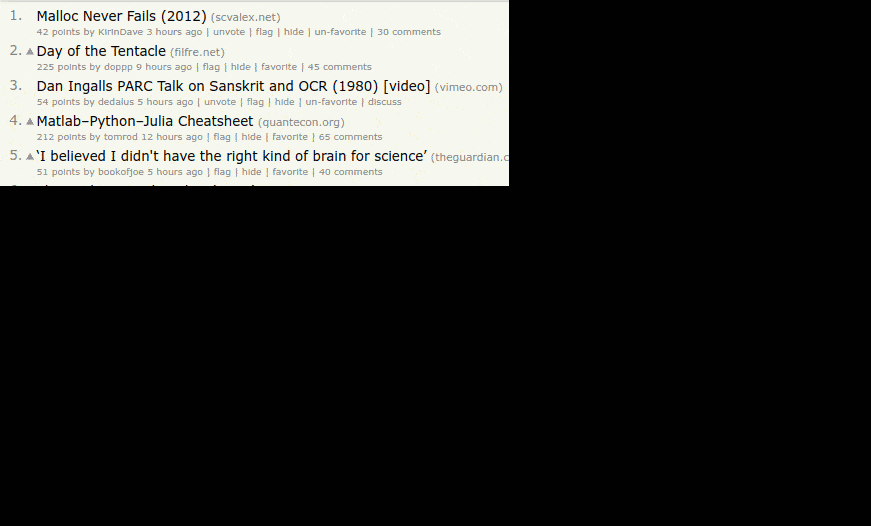 1. Malloc Never Fails (2012) (scvalex.net)
42 points by KirinDave 3 hours ago | unvote | flag | hide | un-favorite | 30 comments
2. ▲ Day of the Tentacle (filfre.net)
225 points by doppp 9 hours ago | flag | hide | favorite | 45 comments
3. Dan Ingalls PARC Talk on Sanskrit and OCR (1980) [video] (vimeo.com)
54 points by dedalus 5 hours ago | unvote | flag | hide | un-favorite | discuss
4. ▲ Matlab–Python–Julia Cheatsheet (quantecon.org)
212 points by tomrod 12 hours ago | flag | hide | favorite | 65 comments
5. ▲ ‘I believed I didn't have the right kind of brain for science’ (theguardian.c
51 points by bookofjoe 5 hours ago | flag | hide | favorite | 40 comments